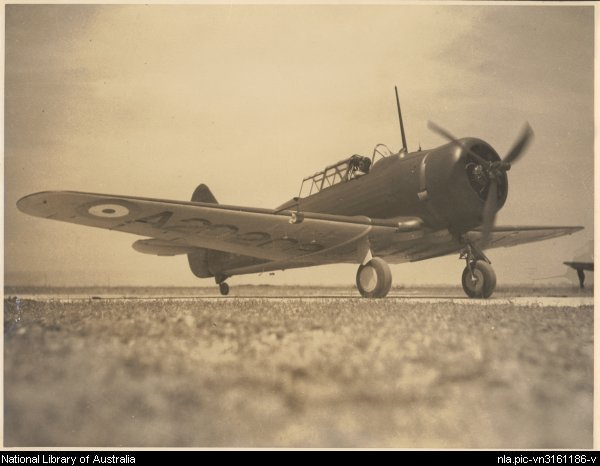 National Library of Australia
nla.pic-vn3161186-v